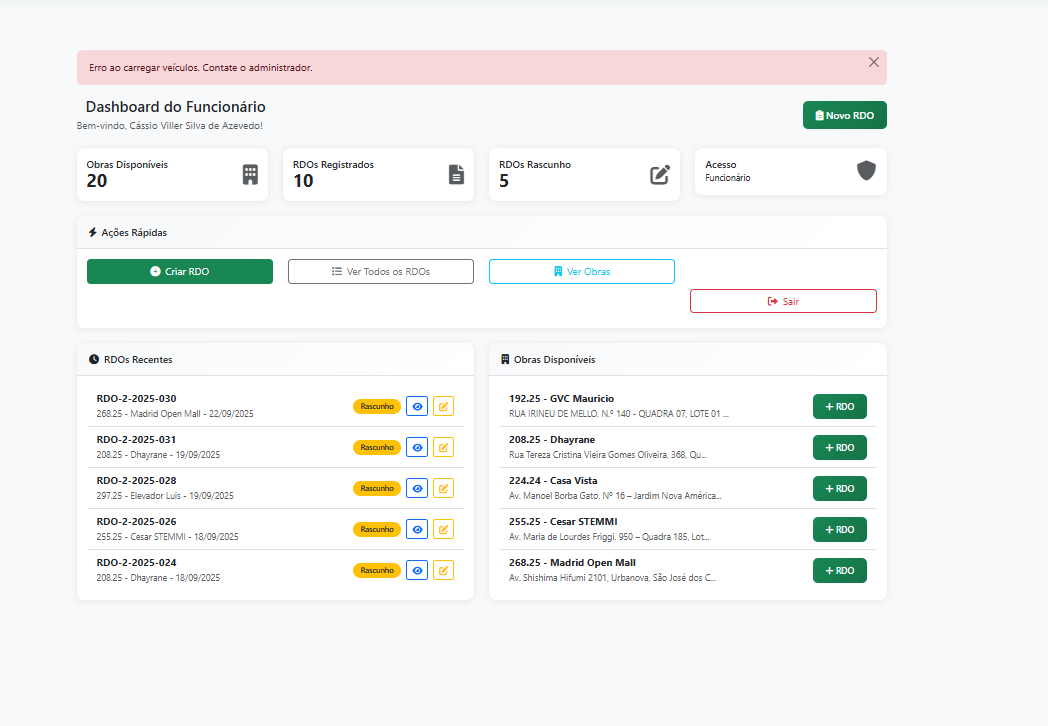 Erro ao carregar veículos. Contate o administrador.
Dashboard do Funcionário
Bem-vindo, Cássio Viller Silva de Azevedo!
Novo RDO
Obras Disponíveis
20
RDOs Registrados
10
RDOs Rascunho
5
Acesso
Funcionário
Ações Rápidas
Criar RDO
Ver Todos os RDOs
Ver Obras
Sair
RDOs Recentes
RDO-2-2025-030
268.25 - Madrid Open Mall - 22/09/2025
Rascunho
RDO-2-2025-031
208.25 - Dhayrane - 19/09/2025
Rascunho
RDO-2-2025-028
297.25 - Elevador Luis - 19/09/2025
Rascunho
RDO-2-2025-026
255.25 - Cesar STEMMI - 18/09/2025
Rascunho
RDO-2-2025-024
208.25 - Dhayrane - 18/09/2025
Rascunho
Obras Disponíveis
192.25 - GVC Mauricio
RUA IRINEU DE MELLO, N.º 140 - QUADRA 07, LOTE 01 ...
+ RDO
208.25 - Dhayrane
Rua Tereza Cristina Vieira Gomes Oliveira, 368, Qu...
+ RDO
224.24 - Casa Vista
Av. Manoel Borba Gato, Nº 16 – Jardim Nova América...
+ RDO
255.25 - Cesar STEMMI
Av. Maria de Lourdes Friggi, 950 – Quadra 185, Lot...
+ RDO
268.25 - Madrid Open Mall
Av. Shishima Hifumi 2101, Urbanova, São José dos C...
+ RDO